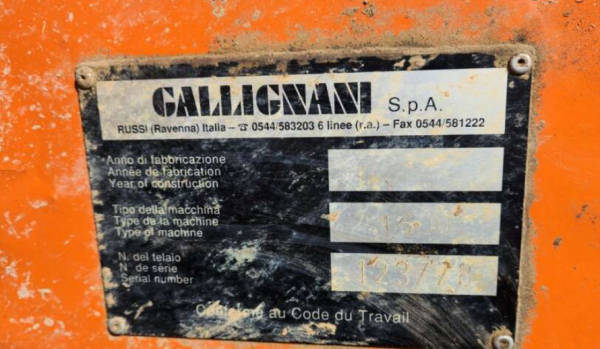 GALLIGNANI S.p.A.
RUSSI (Ravenna) Italia – ☎ 0544/583203 6 linee (r.a.) – Fax 0544/581222
Anno di fabbricazione
Année de fabrication
Year of construction
Tipo della macchina
Type de la machine
Type of machine
N. del telaio
N. de série
Serial number
Conforme au Code du Travail